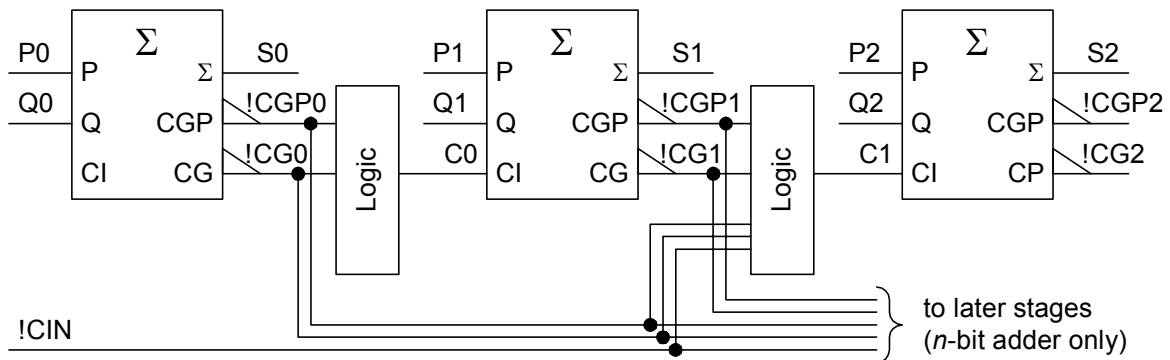 Σ
Σ
Σ
P0
S0
P1
S1
P2
S2
P
Σ
P
Σ
P
Σ
Q0
!CGP0
Q1
!CGP1
Q2
!CGP2
Q
CGP
Q
CGP
Q
CGP
!CG0
C0
!CG1
C1
!CG2
CI
CG
Logic
CI
CG
Logic
CI
CP
!CIN
to later stages
(n-bit adder only)